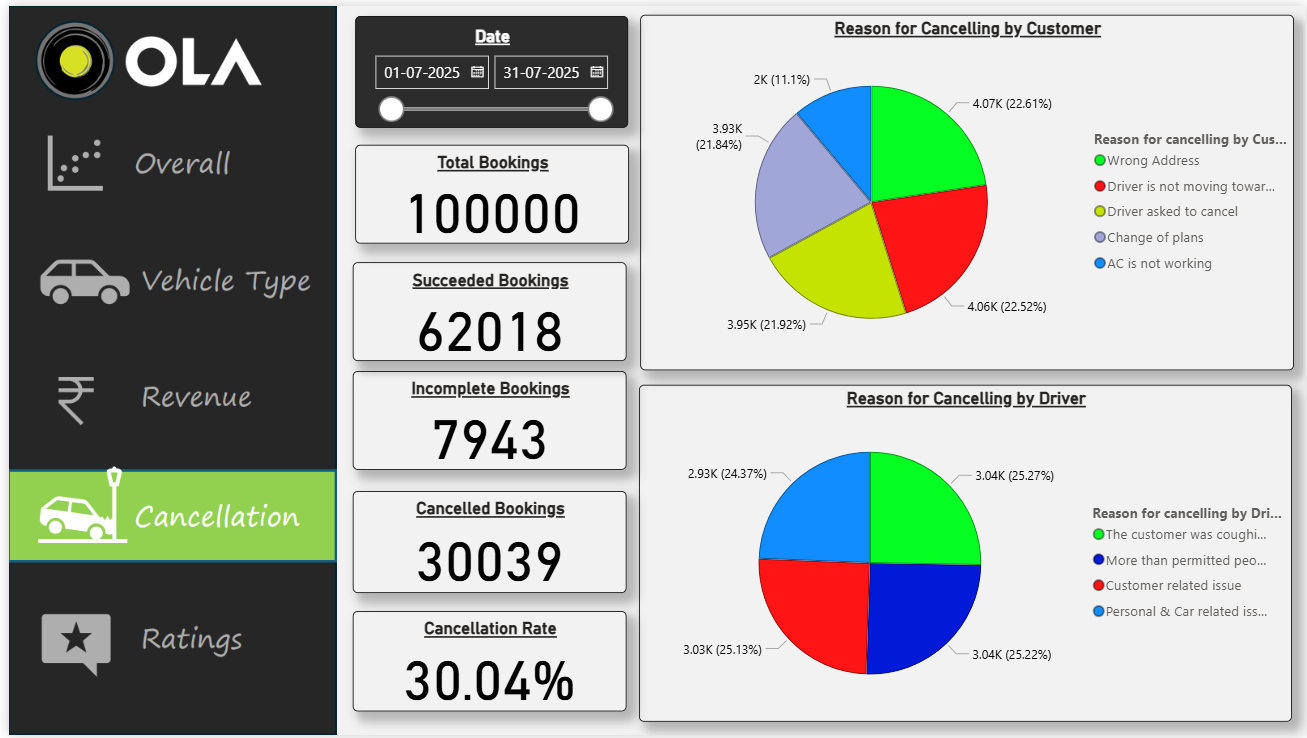 OLA
Overall
Vehicle Type
Revenue
Cancellation
Ratings
Date
01-07-2025
31-07-2025
Total Bookings
100000
Succeeded Bookings
62018
Incomplete Bookings
7943
Cancelled Bookings
30039
Cancellation Rate
30.04%
Reason for Cancelling by Customer
2K (11.1%)
4.07K (22.61%)
3.93K
(21.84%)
3.95K (21.92%)
4.06K (22.52%)
Reason for cancelling by Cus...
Wrong Address
Driver is not moving towar...
Driver asked to cancel
Change of plans
AC is not working
Reason for Cancelling by Driver
2.93K (24.37%)
3.04K (25.27%)
3.03K (25.13%)
3.04K (25.22%)
Reason for cancelling by Dri...
The customer was coughi...
More than permitted peo...
Customer related issue
Personal & Car related iss...